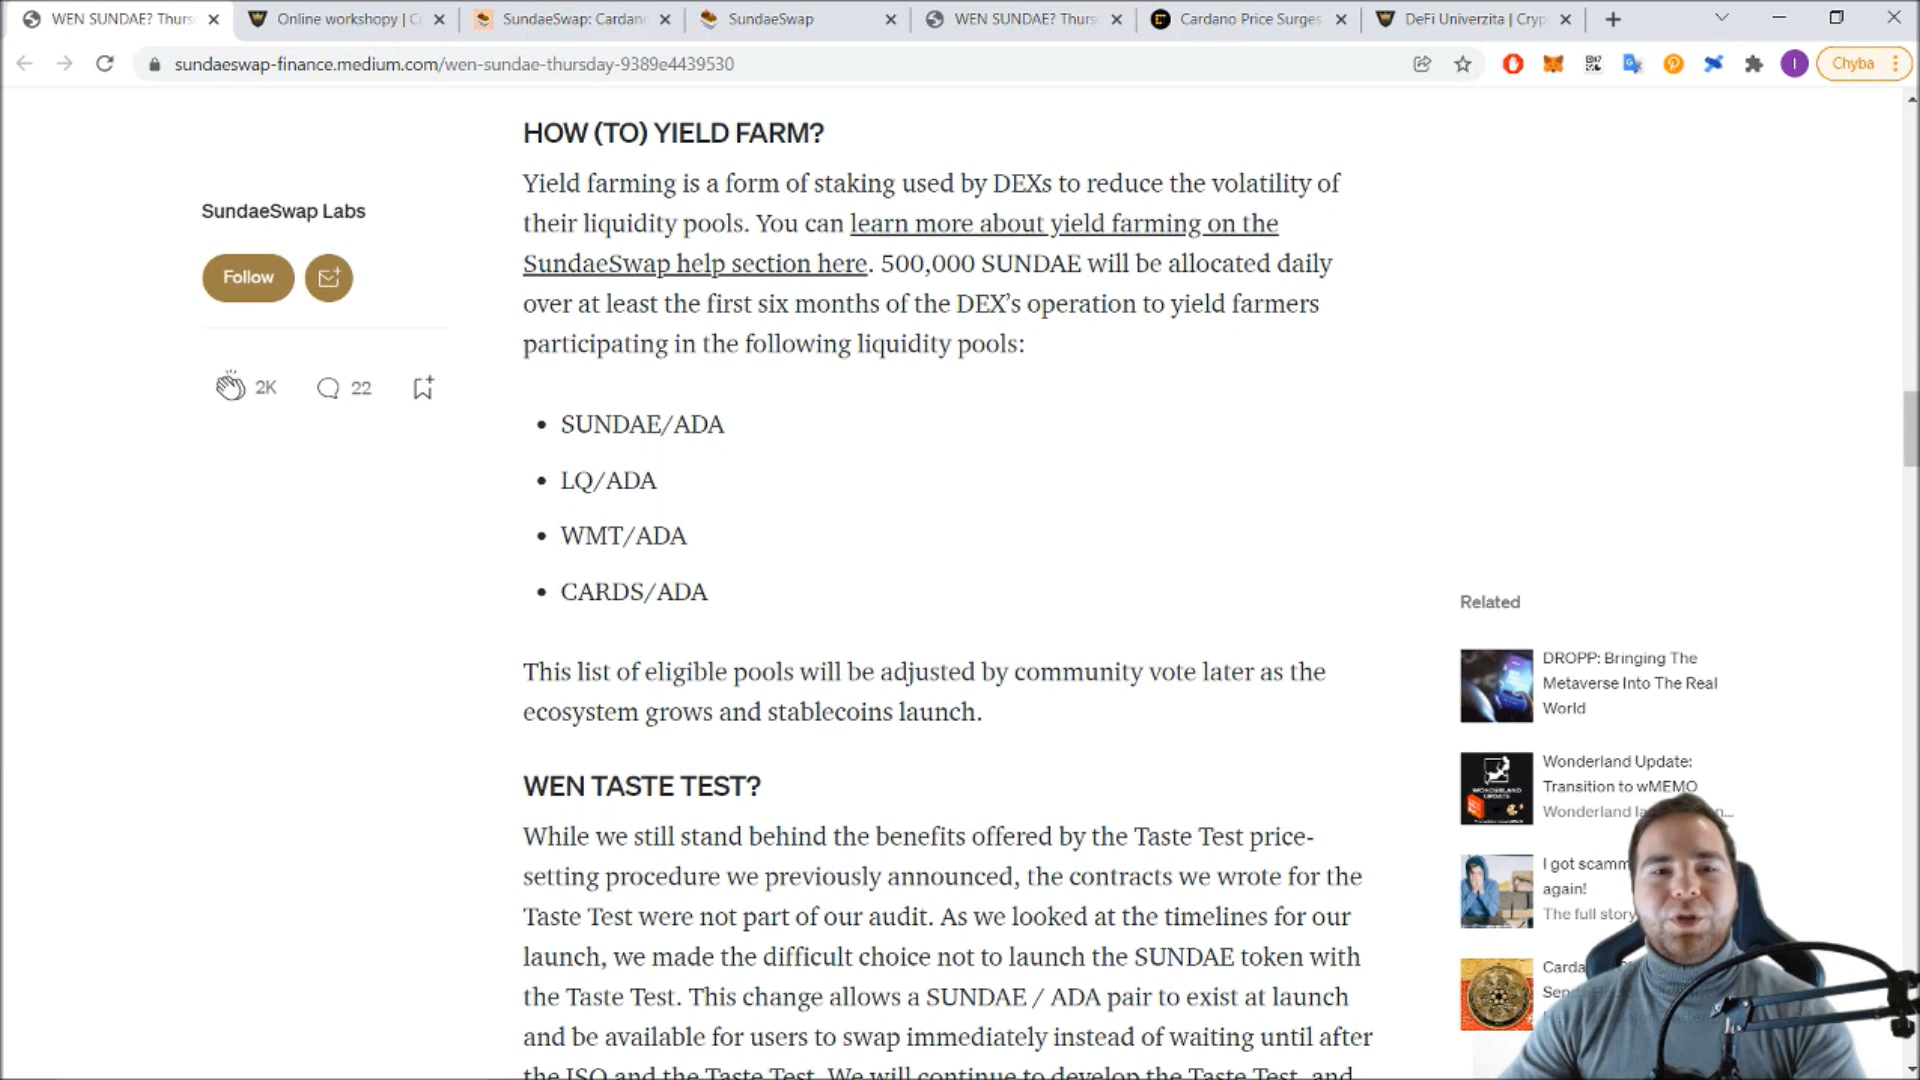 WEN SUNDAE? Thurs
Online workshopy | C
SundaeSwap: Cardano
SundaeSwap
WEN SUNDAE? Thurs
Cardano Price Surges
DeFi Univerzita | Cryp
sundaeswap-finance.medium.com/wen-sundae-thursday-9389e4439530
I
Chyba
SundaeSwap Labs
Follow
2K
22
HOW (TO) YIELD FARM?
Yield farming is a form of staking used by DEXs to reduce the volatility of
their liquidity pools. You can learn more about yield farming on the
SundaeSwap help section here. 500,000 SUNDAE will be allocated daily
over at least the first six months of the DEX’s operation to yield farmers
participating in the following liquidity pools:
• SUNDAE/ADA
• LQ/ADA
• WMT/ADA
• CARDS/ADA
This list of eligible pools will be adjusted by community vote later as the
ecosystem grows and stablecoins launch.
WEN TASTE TEST?
While we still stand behind the benefits offered by the Taste Test price-
setting procedure we previously announced, the contracts we wrote for the
Taste Test were not part of our audit. As we looked at the timelines for our
launch, we made the difficult choice not to launch the SUNDAE token with
the Taste Test. This change allows a SUNDAE / ADA pair to exist at launch
and be available for users to swap immediately instead of waiting until after
the ISO and the Taste Test. We will continue to develop the Taste Test, and
Related
DROPP: Bringing The
Metaverse Into The Real
World
Wonderland Update:
Transition to wMEMO
Wonderland la
I got scamm
again!
The full story
Carda
Sen